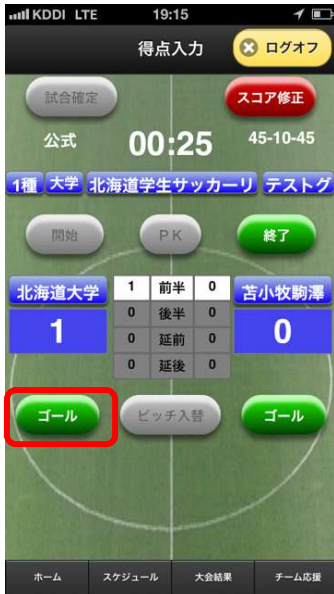 KDDI LTE 19:15
得点入力 ログオフ
試合確定 スコア修正
公式 00:25 45-10-45
1種 大学 北海道学生サッカーリ テストグ
開始 PK 終了
北海道大学 1 前半 0 苫小牧駒澤
1 0 後半 0 0
0 延前 0
0 延後 0
ゴール ピッチ入替 ゴール
ホーム スケジュール 大会結果 チーム応援